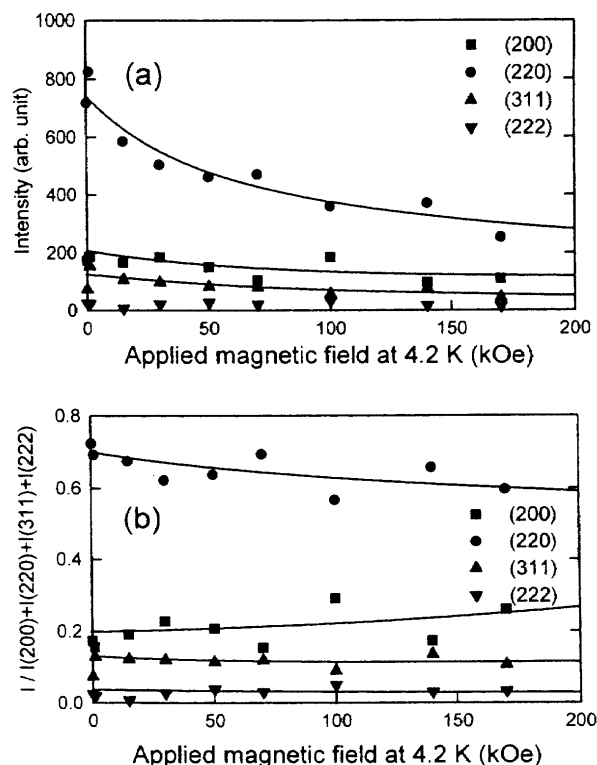 1000
800
600
400
200
0
Intensity (arb. unit)
(a)
(200)
(220)
(311)
(222)
0 50 100 150 200
Applied magnetic field at 4.2 K (kOe)
0.8
0.6
0.4
0.2
0.0
I / I(200)+I(220)+I(311)+I(222)
(b)
(200)
(220)
(311)
(222)
0 50 100 150 200
Applied magnetic field at 4.2 K (kOe)